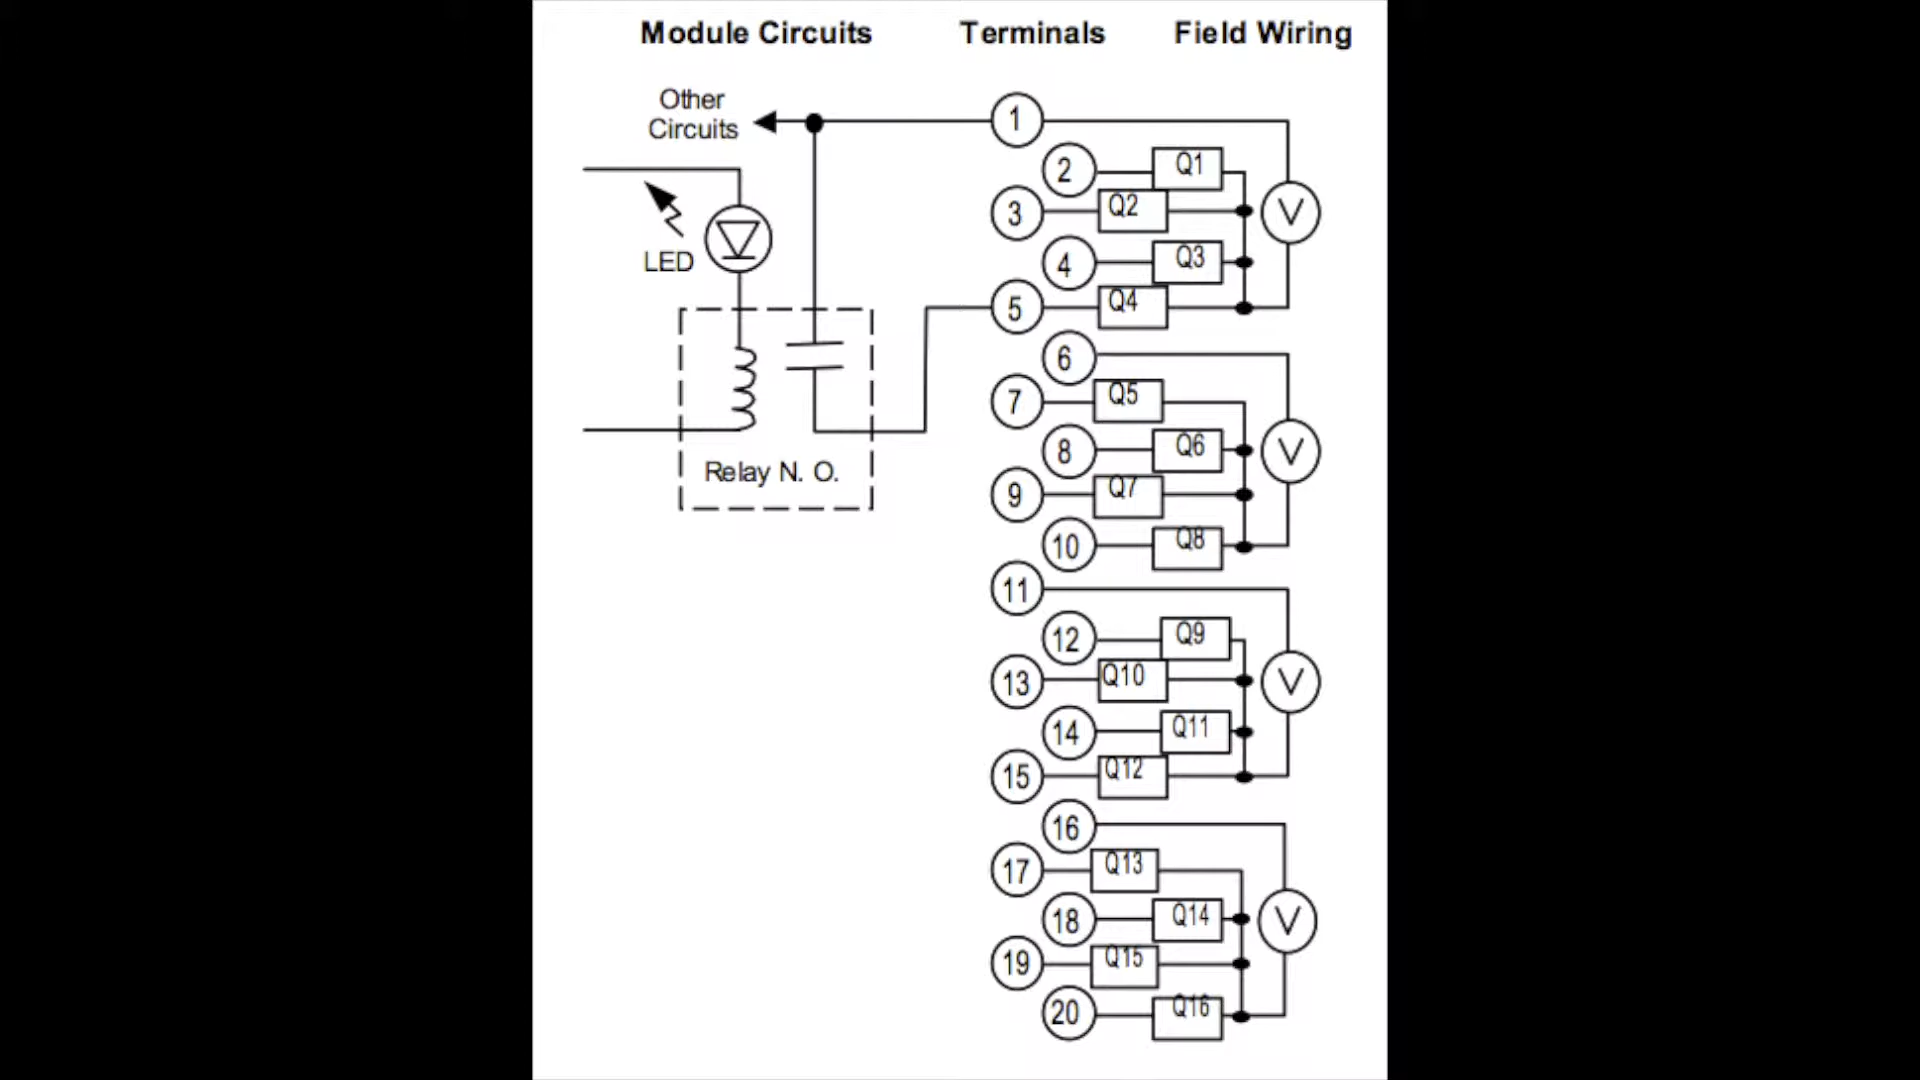 Module Circuits Terminals Field Wiring
Other
Circuits
1
2 Q1
3 Q2
V
LED
4 Q3
5 Q4
6
7 Q5
8 Q6
V
Relay N. O.
9 Q7
10 Q8
11
12 Q9
13 Q10
V
14 Q11
15 Q12
16
17 Q13
18 Q14
V
19 Q15
20 Q16